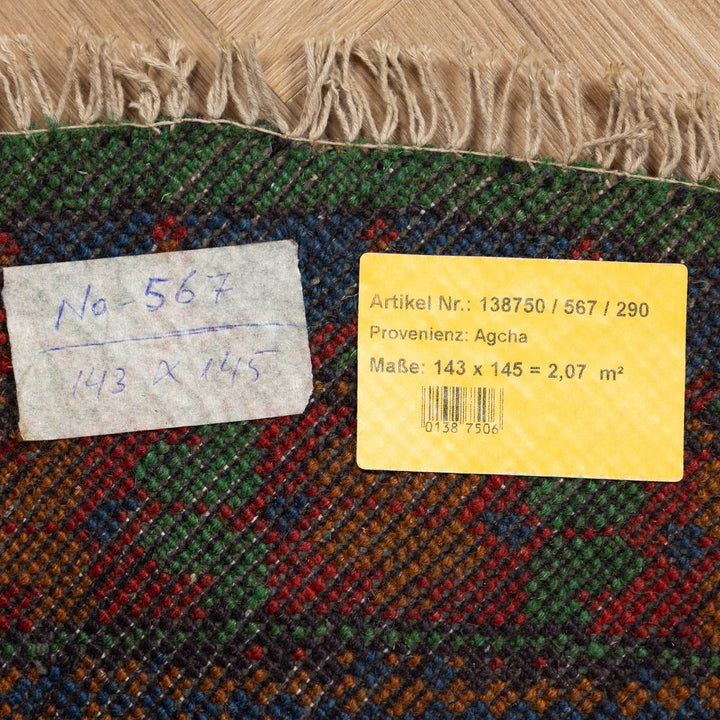 No-567
143 x 145
Artikel Nr.: 138750 / 567 / 290
Provenienz: Agcha
Maße: 143 x 145 = 2,07 m²
0138 7506